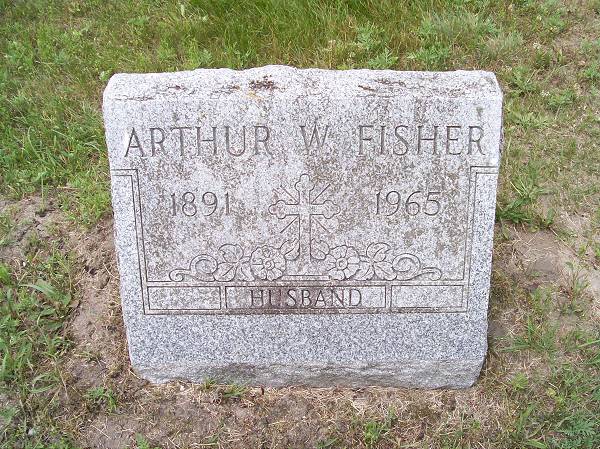 ARTHUR W. FISHER
1891 1965
HUSBAND